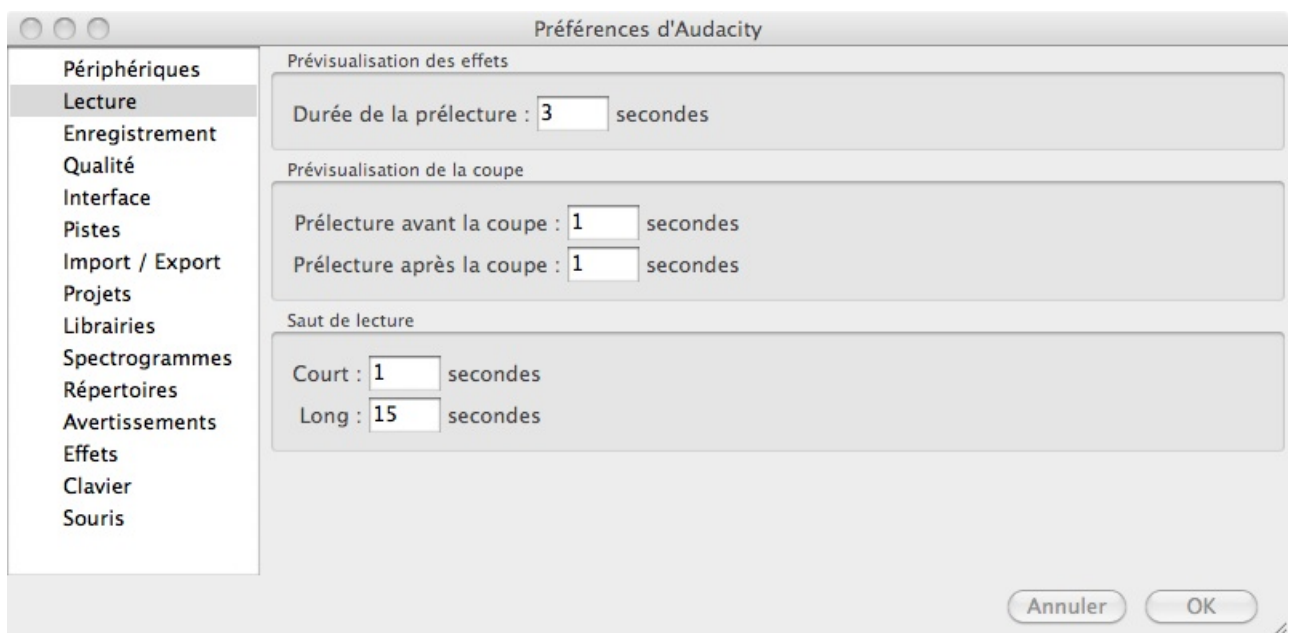 Préférences d'Audacity
Périphériques
Lecture
Enregistrement
Qualité
Interface
Pistes
Import / Export
Projets
Librairies
Spectrogrammes
Répertoires
Avertissements
Effets
Clavier
Souris
Prévisualisation des effets
Durée de la prélecture : 3 secondes
Prévisualisation de la coupe
Prélecture avant la coupe : 1 secondes
Prélecture après la coupe : 1 secondes
Saut de lecture
Court : 1 secondes
Long : 15 secondes
Annuler OK